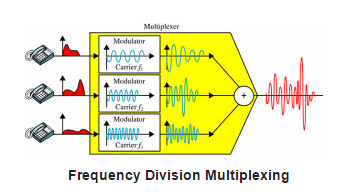 Multiplexer
Modulator
Carrier f₁
Modulator
Carrier f₂
Modulator
Carrier f₃
+
Frequency Division Multiplexing